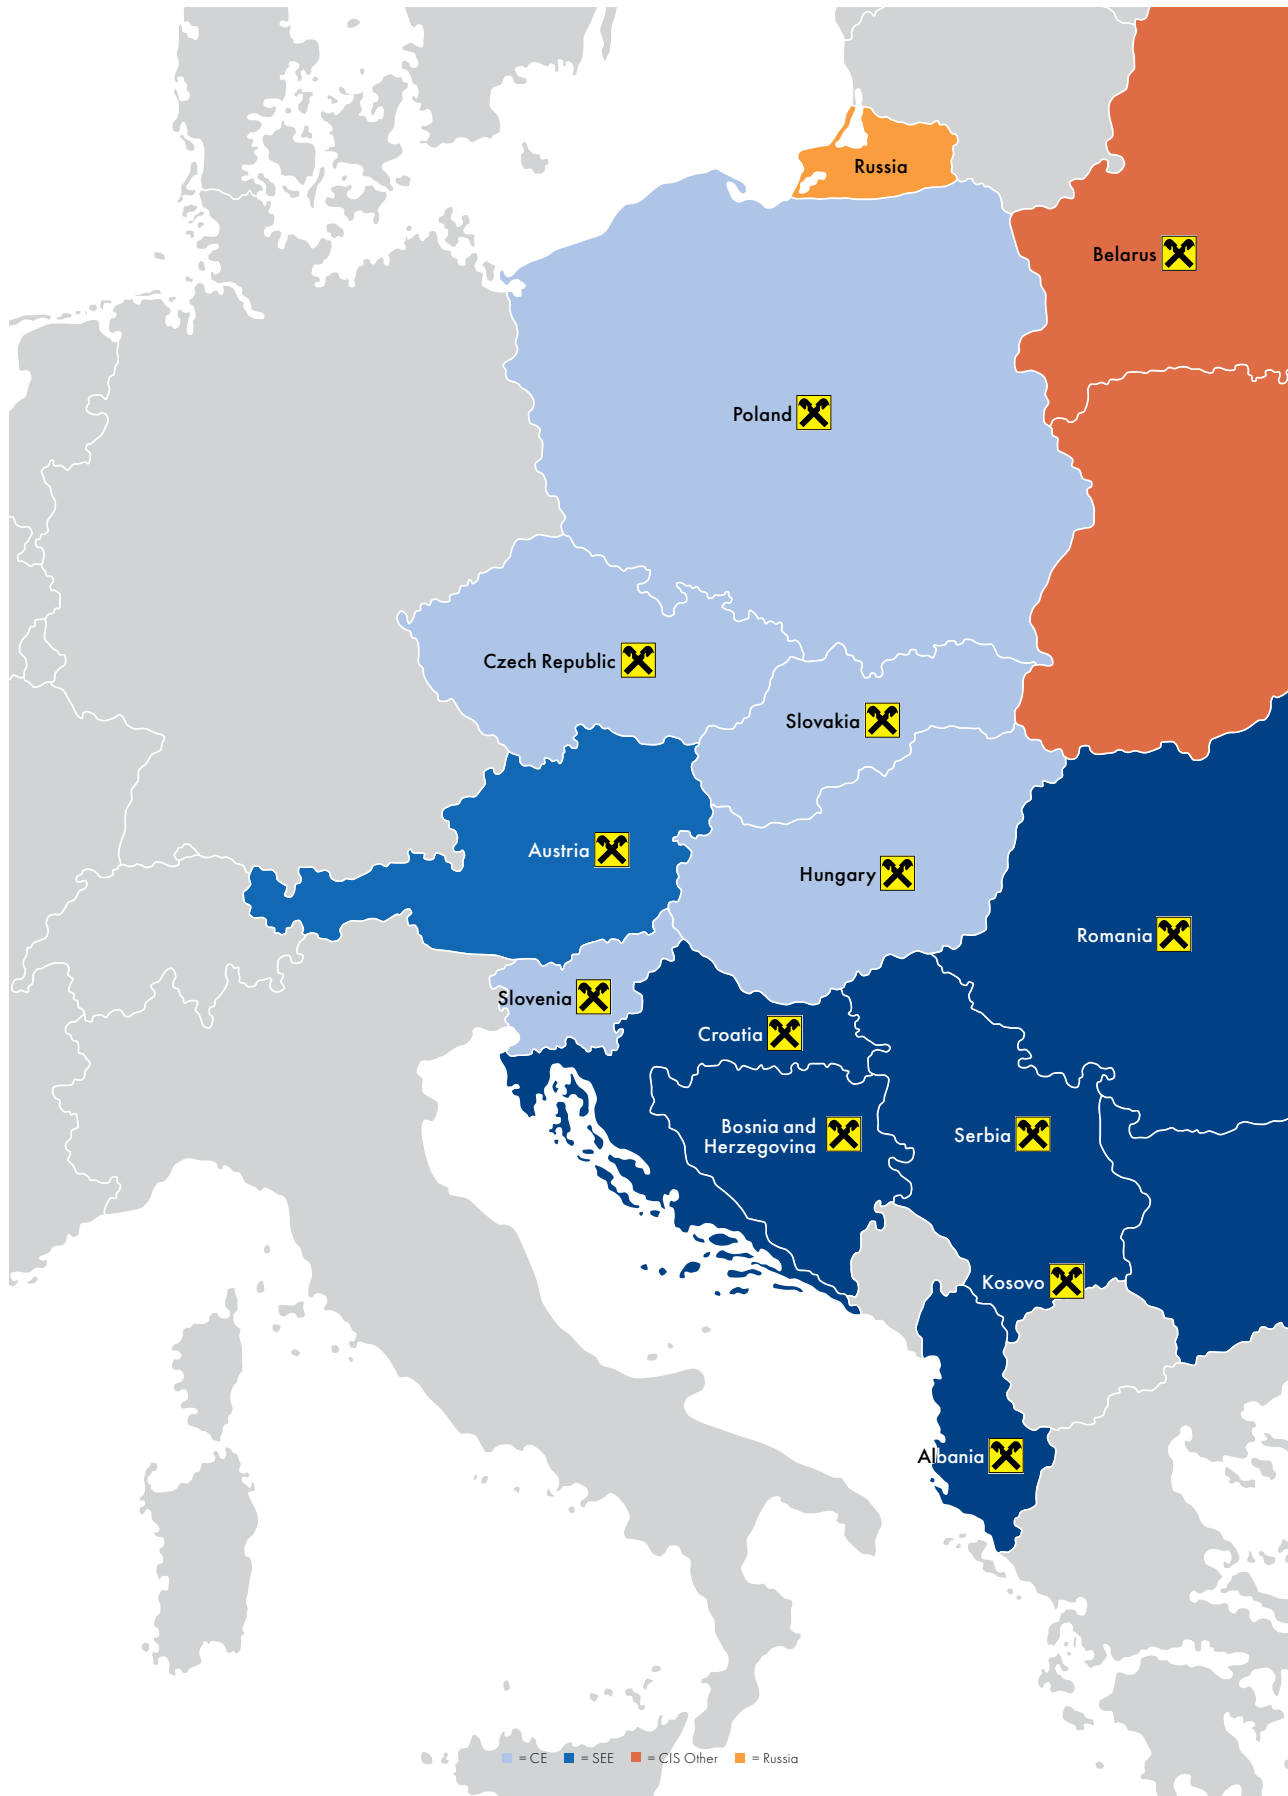 Russia
Belarus
Poland
Czech Republic
Slovakia
Austria
Hungary
Romania
Slovenia
Croatia
Bosnia and
Herzegovina
Serbia
Kosovo
Albania
= CE = SEE = CIS Other = Russia